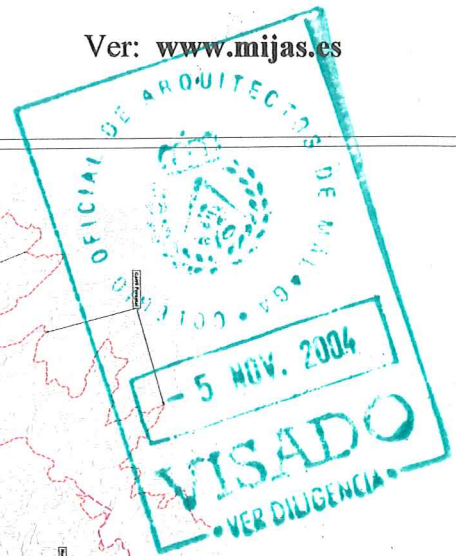 Ver: www.mijas.es
COLEGIO OFICIAL DE ARQUITECTOS DE MALAGA
- 5 NOV. 2004
VISADO
• VER DILIGENCIA •